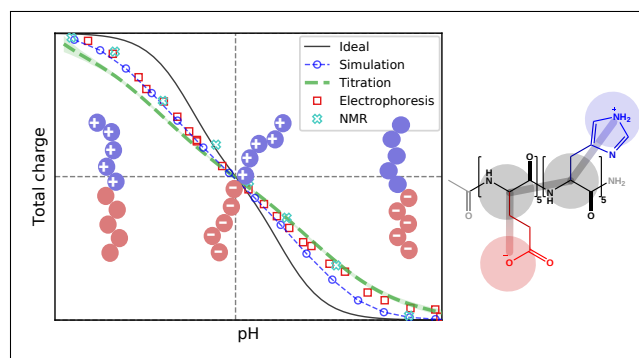 Total charge
Ideal
Simulation
Titration
Electrophoresis
NMR
+
+
+
+
+
+
+
+
−
−
−
−
−
−
−
−
pH
O
H
N
O
5
N
H
O
5
NH₂
O⁻
O
+
NH₂
N